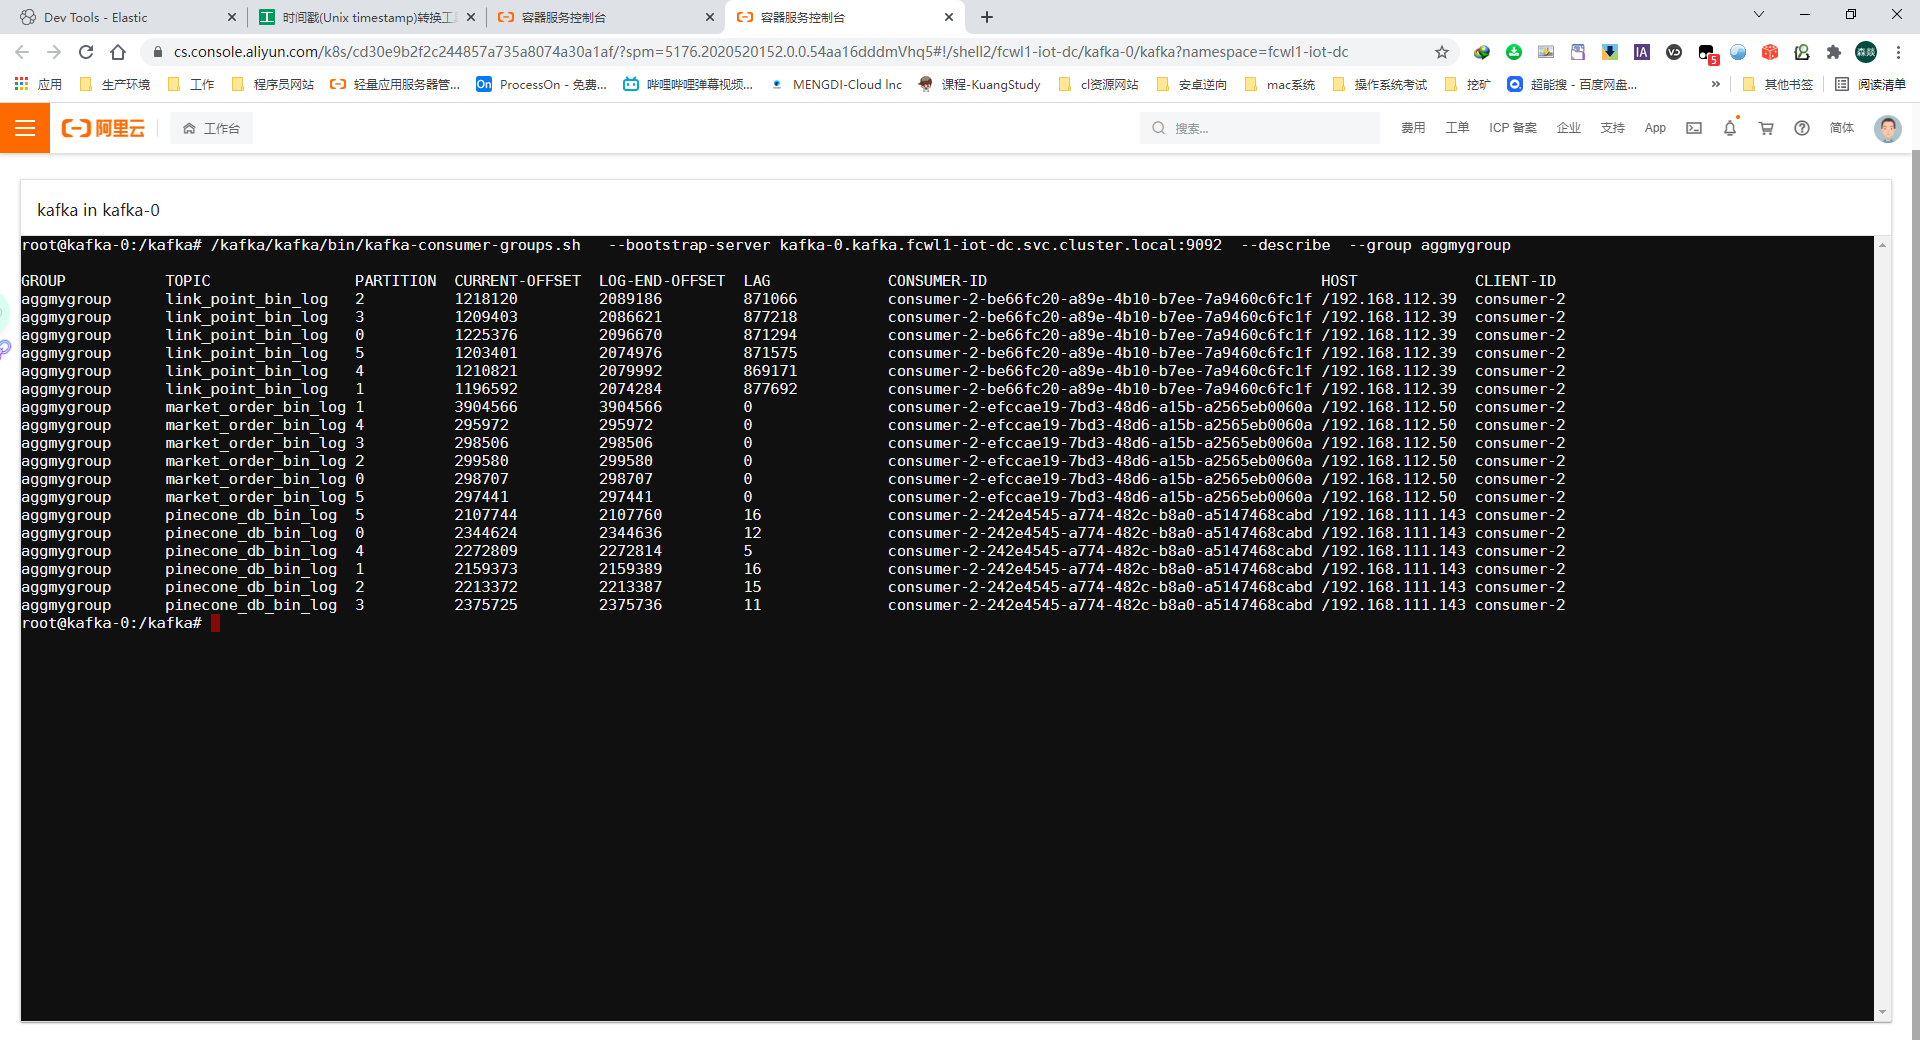 Dev Tools - Elastic
时间戳(Unix timestamp)转换工
容器服务控制台
容器服务控制台
cs.console.aliyun.com/k8s/cd30e9b2f2c244857a735a8074a30a1af/?spm=5176.2020520152.0.0.54aa16dddmVhq5#!/shell2/fcwl1-iot-dc/kafka-0/kafka?namespace=fcwl1-iot-dc
应用 生产环境 工作 程序员网站 轻量应用服务器管... ProcessOn - 免费... 哔哩哔哩弹幕视频... MENGDI-Cloud Inc 课程-KuangStudy cl资源网站 安卓逆向 mac系统 操作系统考试 挖矿 超能搜 - 百度网盘... » 其他书签 阅读清单
阿里云 工作台 搜索... 费用 工单 ICP 备案 企业 支持 App 简体
kafka in kafka-0
root@kafka-0:/kafka# /kafka/kafka/bin/kafka-consumer-groups.sh   --bootstrap-server kafka-0.kafka.fcwl1-iot-dc.svc.cluster.local:9092  --describe  --group aggmygroup
GROUP TOPIC PARTITION CURRENT-OFFSET LOG-END-OFFSET LAG CONSUMER-ID HOST CLIENT-ID
aggmygroup link_point_bin_log 2 1218120 2089186 871066 consumer-2-be66fc20-a89e-4b10-b7ee-7a9460c6fc1f /192.168.112.39 consumer-2
aggmygroup link_point_bin_log 3 1209403 2086621 877218 consumer-2-be66fc20-a89e-4b10-b7ee-7a9460c6fc1f /192.168.112.39 consumer-2
aggmygroup link_point_bin_log 0 1225376 2096670 871294 consumer-2-be66fc20-a89e-4b10-b7ee-7a9460c6fc1f /192.168.112.39 consumer-2
aggmygroup link_point_bin_log 5 1203401 2074976 871575 consumer-2-be66fc20-a89e-4b10-b7ee-7a9460c6fc1f /192.168.112.39 consumer-2
aggmygroup link_point_bin_log 4 1210821 2079992 869171 consumer-2-be66fc20-a89e-4b10-b7ee-7a9460c6fc1f /192.168.112.39 consumer-2
aggmygroup link_point_bin_log 1 1196592 2074284 877692 consumer-2-be66fc20-a89e-4b10-b7ee-7a9460c6fc1f /192.168.112.39 consumer-2
aggmygroup market_order_bin_log 1 3904566 3904566 0 consumer-2-efccae19-7bd3-48d6-a15b-a2565eb0060a /192.168.112.50 consumer-2
aggmygroup market_order_bin_log 4 295972 295972 0 consumer-2-efccae19-7bd3-48d6-a15b-a2565eb0060a /192.168.112.50 consumer-2
aggmygroup market_order_bin_log 3 298506 298506 0 consumer-2-efccae19-7bd3-48d6-a15b-a2565eb0060a /192.168.112.50 consumer-2
aggmygroup market_order_bin_log 2 299580 299580 0 consumer-2-efccae19-7bd3-48d6-a15b-a2565eb0060a /192.168.112.50 consumer-2
aggmygroup market_order_bin_log 0 298707 298707 0 consumer-2-efccae19-7bd3-48d6-a15b-a2565eb0060a /192.168.112.50 consumer-2
aggmygroup market_order_bin_log 5 297441 297441 0 consumer-2-efccae19-7bd3-48d6-a15b-a2565eb0060a /192.168.112.50 consumer-2
aggmygroup pinecone_db_bin_log 5 2107744 2107760 16 consumer-2-242e4545-a774-482c-b8a0-a5147468cabd /192.168.111.143 consumer-2
aggmygroup pinecone_db_bin_log 0 2344624 2344636 12 consumer-2-242e4545-a774-482c-b8a0-a5147468cabd /192.168.111.143 consumer-2
aggmygroup pinecone_db_bin_log 4 2272809 2272814 5 consumer-2-242e4545-a774-482c-b8a0-a5147468cabd /192.168.111.143 consumer-2
aggmygroup pinecone_db_bin_log 1 2159373 2159389 16 consumer-2-242e4545-a774-482c-b8a0-a5147468cabd /192.168.111.143 consumer-2
aggmygroup pinecone_db_bin_log 2 2213372 2213387 15 consumer-2-242e4545-a774-482c-b8a0-a5147468cabd /192.168.111.143 consumer-2
aggmygroup pinecone_db_bin_log 3 2375725 2375736 11 consumer-2-242e4545-a774-482c-b8a0-a5147468cabd /192.168.111.143 consumer-2
root@kafka-0:/kafka#